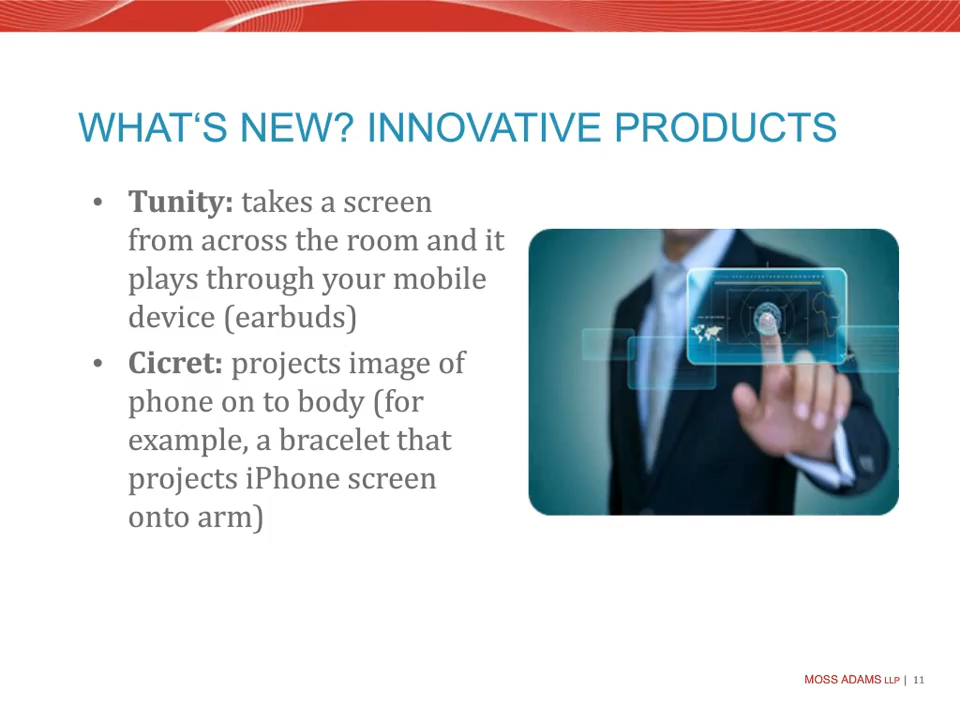 WHAT‘S NEW? INNOVATIVE PRODUCTS
• Tunity: takes a screen
from across the room and it
plays through your mobile
device (earbuds)
• Cicret: projects image of
phone on to body (for
example, a bracelet that
projects iPhone screen
onto arm)
MOSS ADAMS LLP | 11